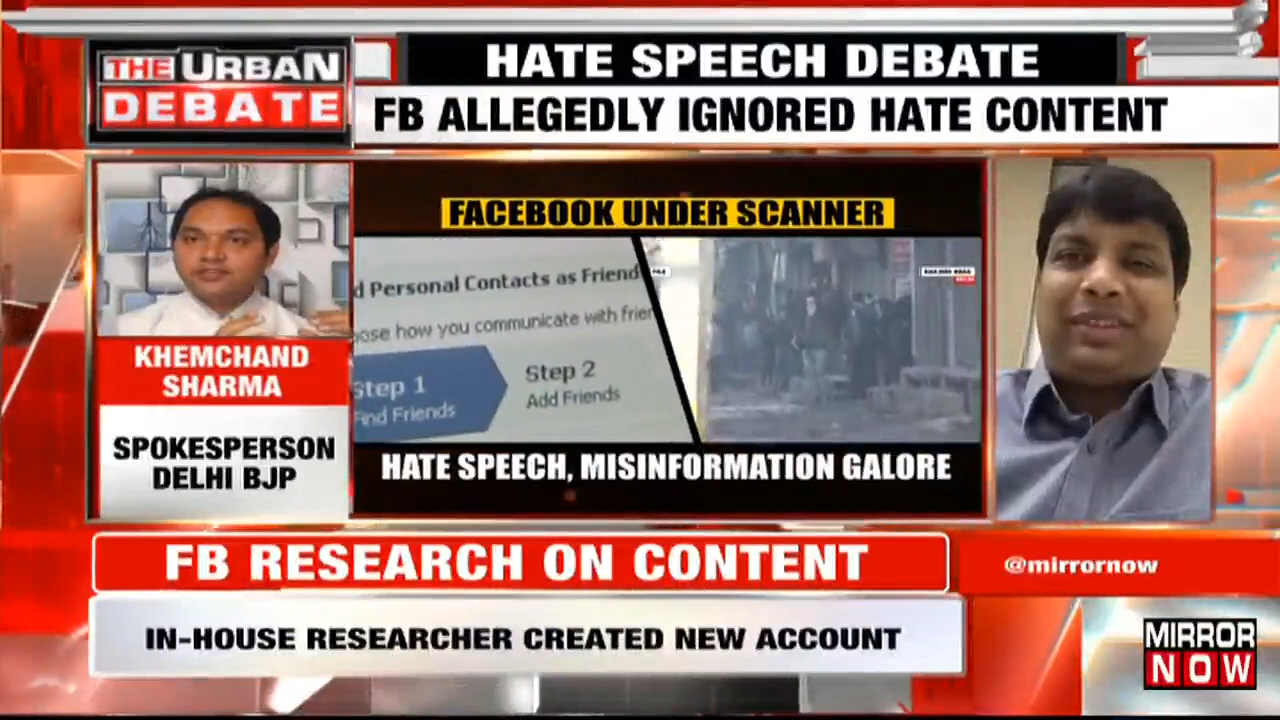 THE URBAN
DEBATE
HATE SPEECH DEBATE
FB ALLEGEDLY IGNORED HATE CONTENT
FACEBOOK UNDER SCANNER
d Personal Contacts as Friend
ose how you communicate with frien
Step 1
Find Friends
Step 2
Add Friends
HATE SPEECH, MISINFORMATION GALORE
KHEMCHAND
SHARMA
SPOKESPERSON
DELHI BJP
FB RESEARCH ON CONTENT
@mirrornow
IN-HOUSE RESEARCHER CREATED NEW ACCOUNT
MIRROR
NOW